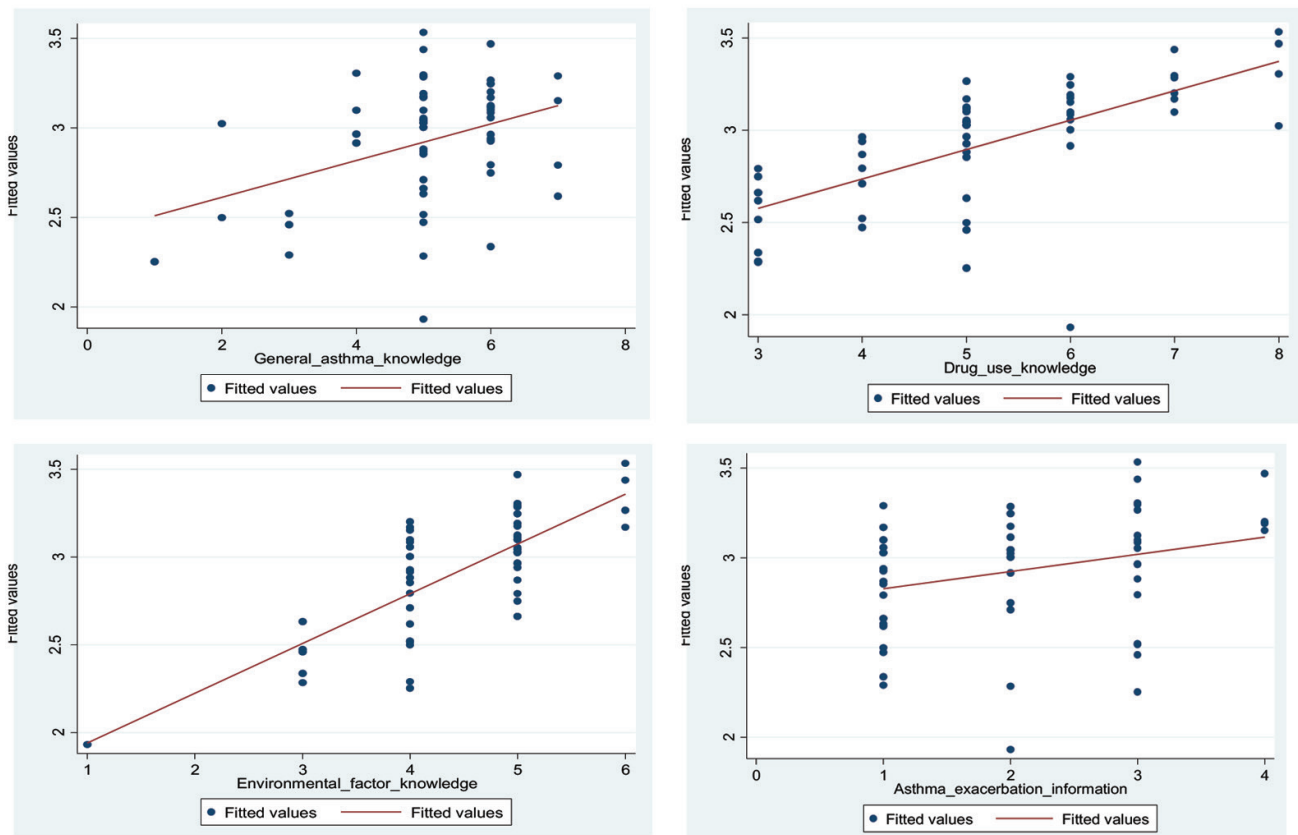 3.5
3
2.5
2
Fitted values
0 2 4 6 8
General_asthma_knowledge
Fitted values Fitted values
3.5
3
2.5
2
Fitted values
3 4 5 6 7 8
Drug_use_knowledge
Fitted values Fitted values
3.5
3
2.5
2
Fitted values
1 2 3 4 5 6
Environmental_factor_knowledge
Fitted values Fitted values
3.5
3
2.5
2
Fitted values
0 1 2 3 4
Asthma_exacerbation_information
Fitted values Fitted values